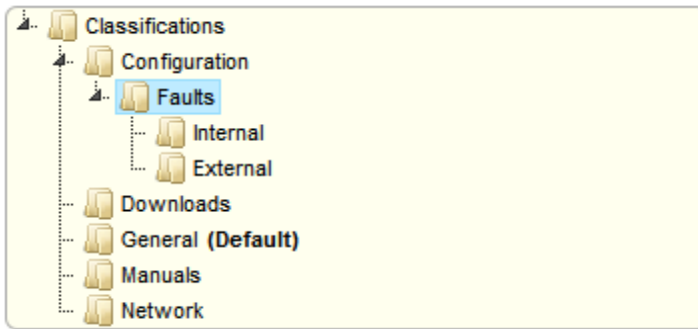 Classifications
Configuration
Faults
Internal
External
Downloads
General (Default)
Manuals
Network